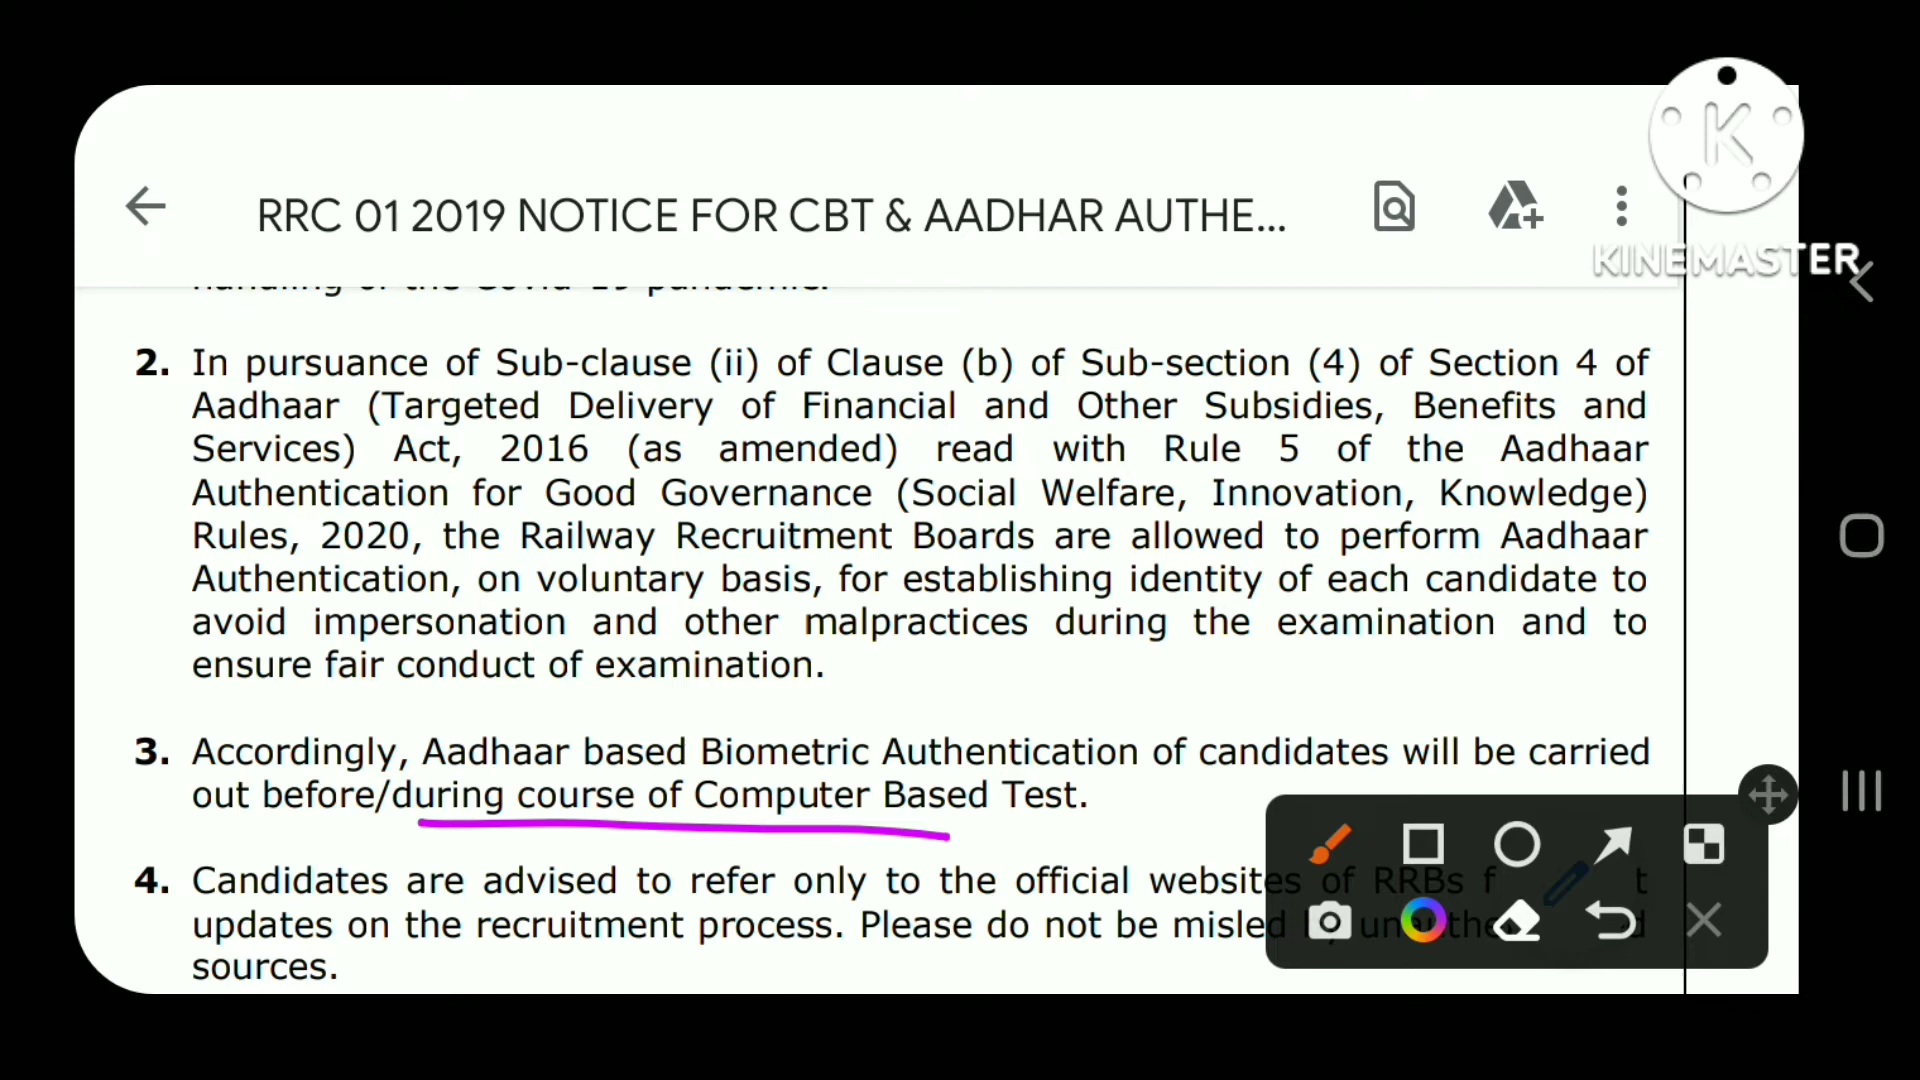 K
KINEMASTER
RRC 01 2019 NOTICE FOR CBT & AADHAR AUTHE...
handling of the Covid-19 pandemic.
2. In pursuance of Sub-clause (ii) of Clause (b) of Sub-section (4) of Section 4 of
Aadhaar (Targeted Delivery of Financial and Other Subsidies, Benefits and
Services) Act, 2016 (as amended) read with Rule 5 of the Aadhaar
Authentication for Good Governance (Social Welfare, Innovation, Knowledge)
Rules, 2020, the Railway Recruitment Boards are allowed to perform Aadhaar
Authentication, on voluntary basis, for establishing identity of each candidate to
avoid impersonation and other malpractices during the examination and to
ensure fair conduct of examination.
3. Accordingly, Aadhaar based Biometric Authentication of candidates will be carried
out before/during course of Computer Based Test.
4. Candidates are advised to refer only to the official websites of RRBs
updates on the recruitment process. Please do not be misled
sources.